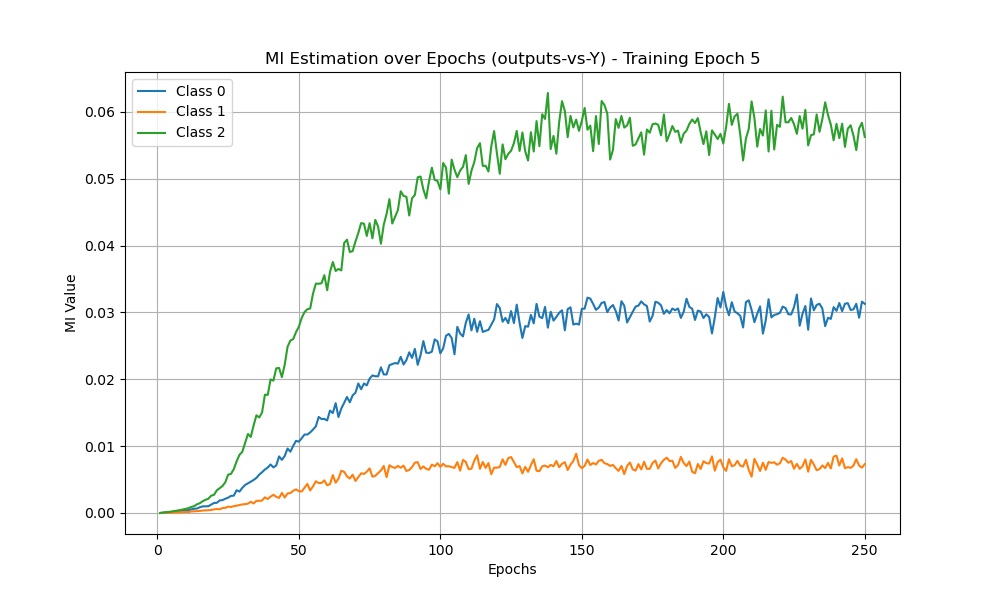 MI Estimation over Epochs (outputs-vs-Y) - Training Epoch 5
Class 0
Class 1
Class 2
0.06
0.05
0.04
0.03
0.02
0.01
0.00
MI Value
0
50
100
150
200
250
Epochs